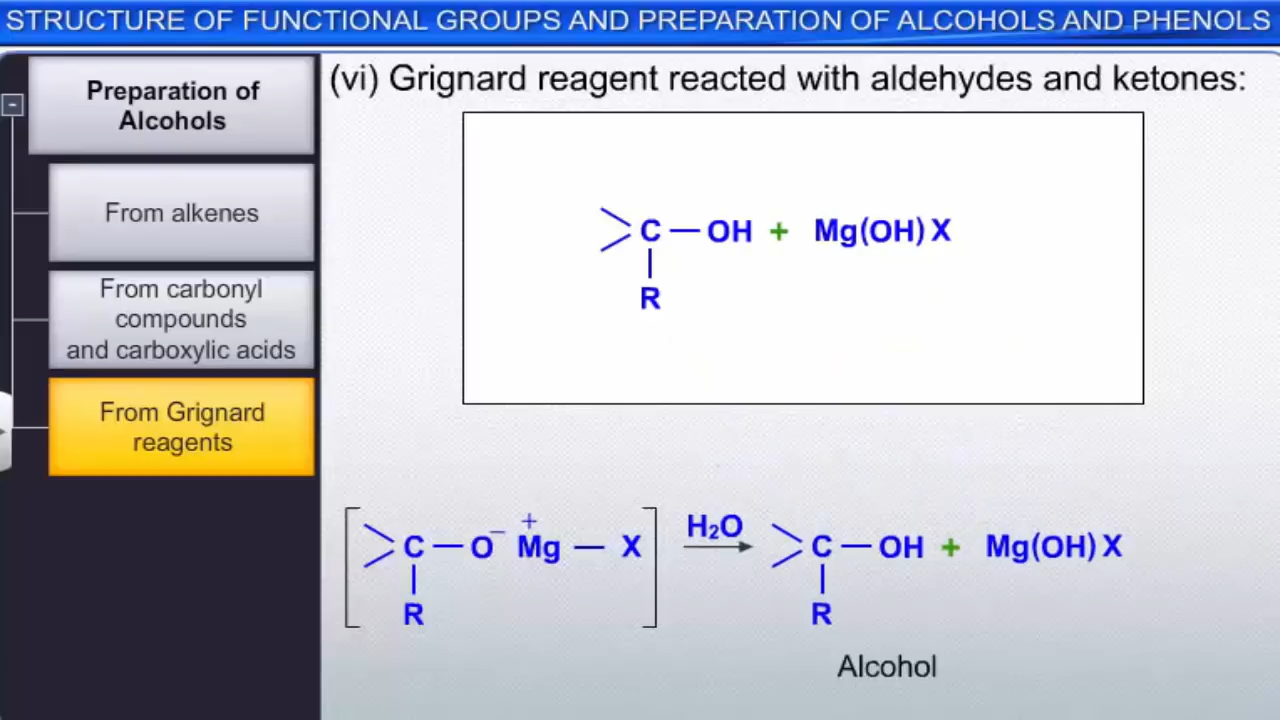 STRUCTURE OF FUNCTIONAL GROUPS AND PREPARATION OF ALCOHOLS AND PHENOLS
Preparation of
Alcohols
From alkenes
From carbonyl
compounds
and carboxylic acids
From Grignard
reagents
(vi) Grignard reagent reacted with aldehydes and ketones:
C — OH + Mg(OH) X
R
C — O⁻ Mg⁺ — X
R
H₂O
C — OH + Mg(OH) X
R
Alcohol